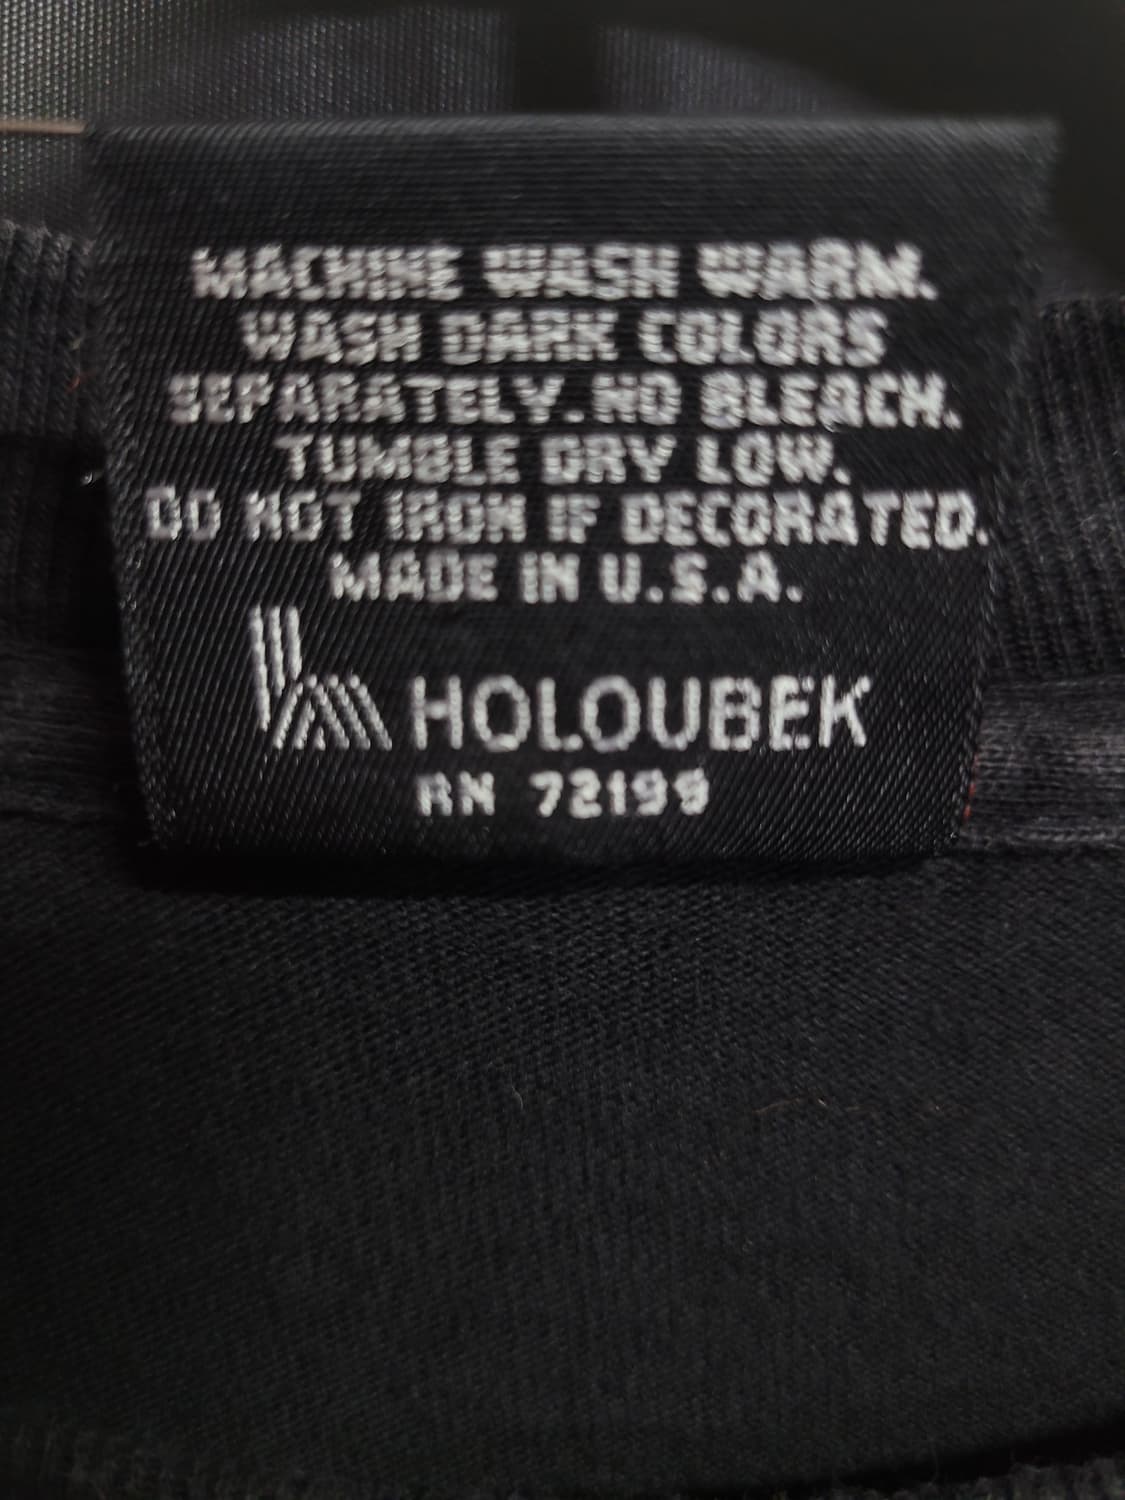 MACHINE WASH WARM.
WASH DARK COLORS
SEPARATELY. NO BLEACH.
TUMBLE DRY LOW.
DO NOT IRON IF DECORATED.
MADE IN U.S.A.
HOLOUBEK
RN 72199